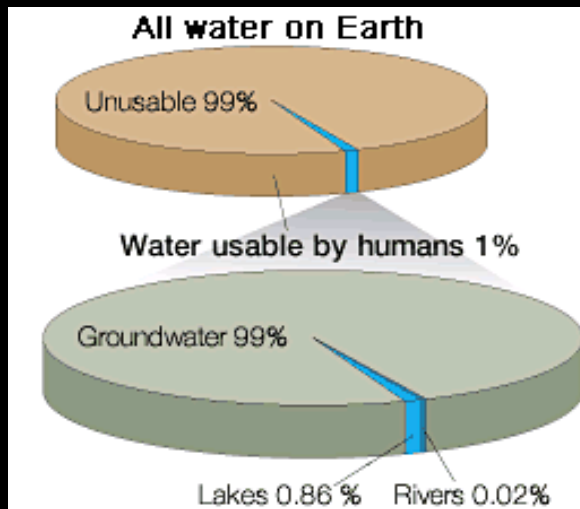 All water on Earth
Unusable 99%
Water usable by humans 1%
Groundwater 99%
Lakes 0.86 % Rivers 0.02%